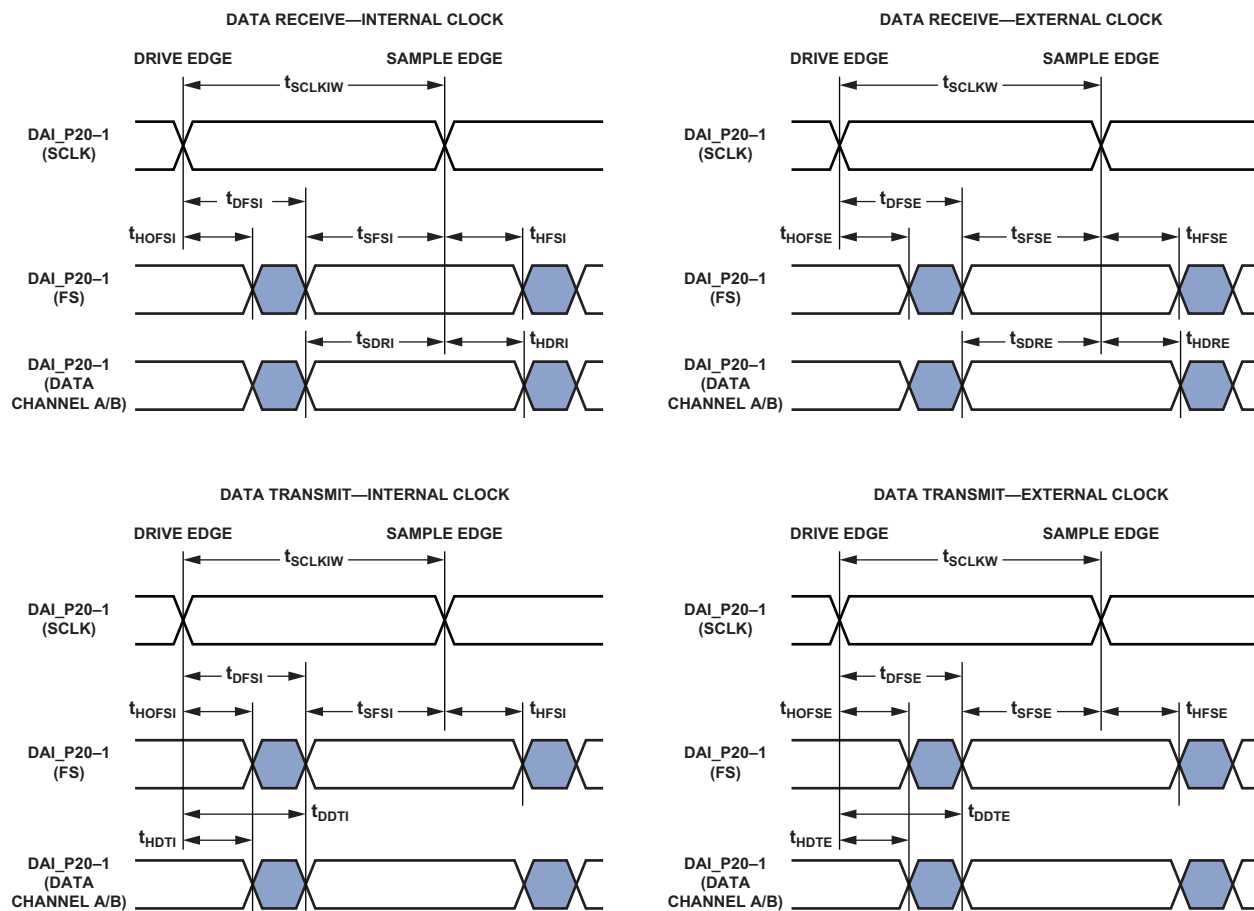 DATA RECEIVE—INTERNAL CLOCK
DRIVE EDGE
SAMPLE EDGE
tSCLKIW
DAI_P20–1
(SCLK)
tDFSI
tHOFSI
tSFSI
tHFSI
DAI_P20–1
(FS)
tSDRI
tHDRI
DAI_P20–1
(DATA
CHANNEL A/B)
DATA RECEIVE—EXTERNAL CLOCK
DRIVE EDGE
SAMPLE EDGE
tSCLKW
DAI_P20–1
(SCLK)
tDFSE
tHOFSE
tSFSE
tHFSE
DAI_P20–1
(FS)
tSDRE
tHDRE
DAI_P20–1
(DATA
CHANNEL A/B)
DATA TRANSMIT—INTERNAL CLOCK
DRIVE EDGE
SAMPLE EDGE
tSCLKIW
DAI_P20–1
(SCLK)
tDFSI
tHOFSI
tSFSI
tHFSI
DAI_P20–1
(FS)
tDDTI
tHDTI
DAI_P20–1
(DATA
CHANNEL A/B)
DATA TRANSMIT—EXTERNAL CLOCK
DRIVE EDGE
SAMPLE EDGE
tSCLKW
DAI_P20–1
(SCLK)
tDFSE
tHOFSE
tSFSE
tHFSE
DAI_P20–1
(FS)
tDDTE
tHDTE
DAI_P20–1
(DATA
CHANNEL A/B)